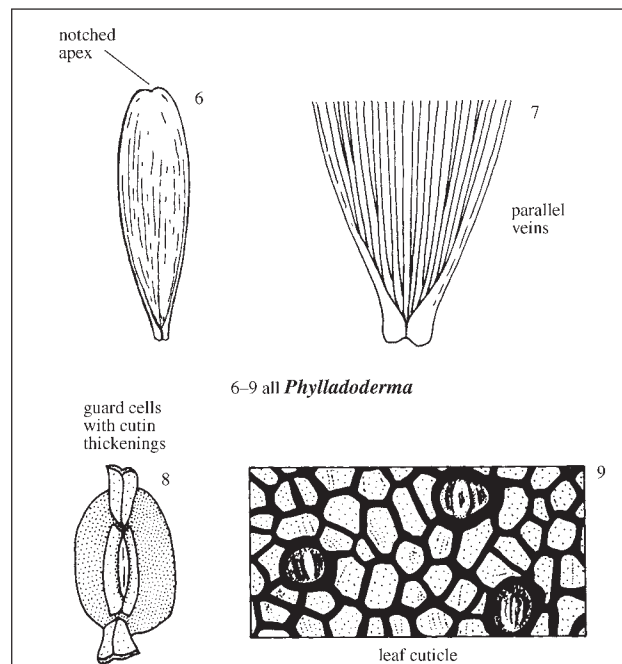 notched
apex
6
7
parallel
veins
6–9 all Phylladoderma
guard cells
with cutin
thickenings
8
9
leaf cuticle